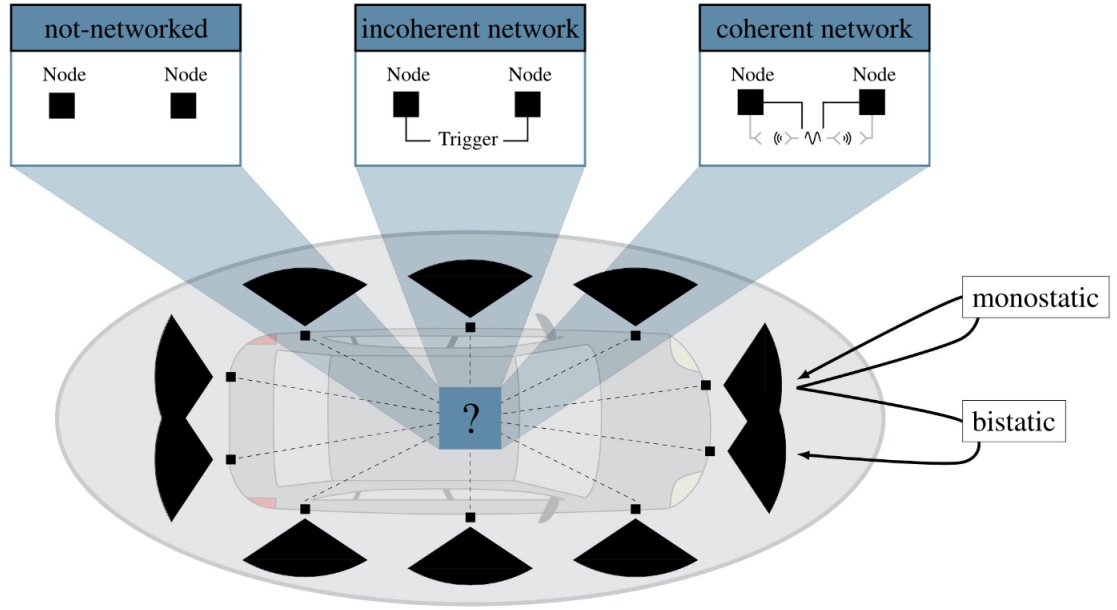 not-networked
Node Node
incoherent network
Node Node
Trigger
coherent network
Node Node
?
monostatic
bistatic